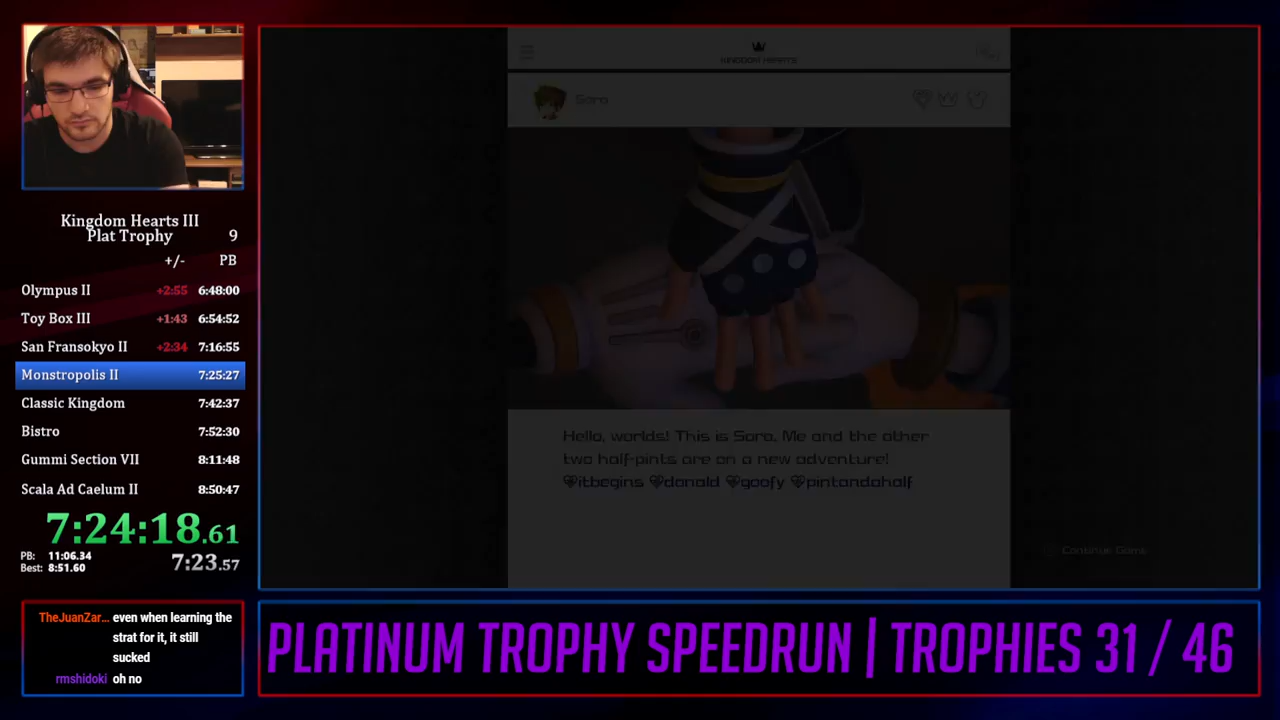 KINGDOM HEARTS
Sora
Hello, worlds! This is Sora. Me and the other
two half-pints are on a new adventure!
itbegins donald goofy pintandahalf
Continue Game
Kingdom Hearts III
Plat Trophy 9
+/- PB
Olympus II +2:55 6:48:00
Toy Box III +1:43 6:54:52
San Fransokyo II +2:34 7:16:55
Monstropolis II 7:25:27
Classic Kingdom 7:42:37
Bistro 7:52:30
Gummi Section VII 8:11:48
Scala Ad Caelum II 8:50:47
7:24:18.61
PB: 11:06.34
Best: 8:51.60
7:23.57
TheJuanZar... even when learning the
strat for it, it still
sucked
rmshidoki oh no
PLATINUM TROPHY SPEEDRUN | TROPHIES 31 / 46